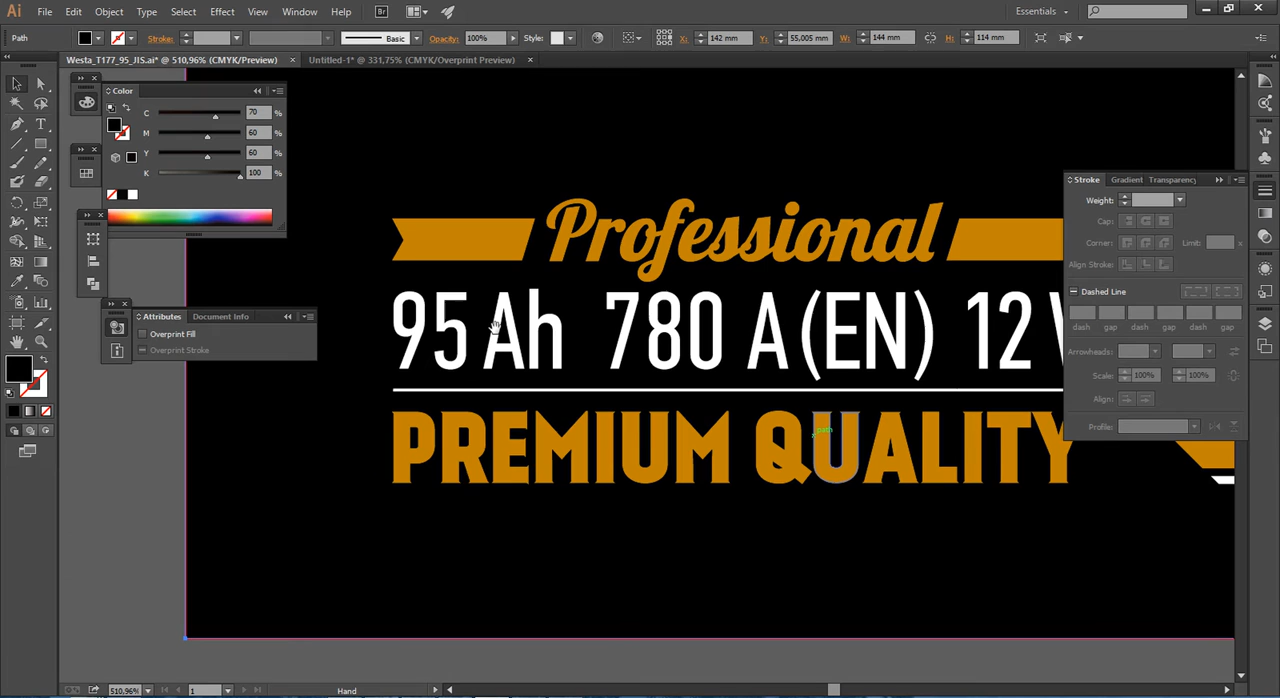 Ai File Edit Object Type Select Effect View Window Help Br Essentials
Path Stroke: Basic Opacity: 100% Style: X: 142 mm Y: 55,005 mm W: 144 mm H: 114 mm
Westa_T177_95_JIS.ai* @ 510,96% (CMYK/Preview) × Untitled-1* @ 331,75% (CMYK/Overprint Preview) ×
Color
C 70 %
M 60 %
Y 60 %
K 100 %
Attributes Document Info
Overprint Fill
Overprint Stroke
Professional
95 Ah 780 A (EN) 12 V
PREMIUM QUALITY
path
Stroke Gradient Transparency
Weight:
Cap:
Corner: Limit: x
Align Stroke:
Dashed Line
dash gap dash gap dash gap
Arrowheads:
Scale: 100% 100%
Align:
Profile:
510,96% 1 Hand